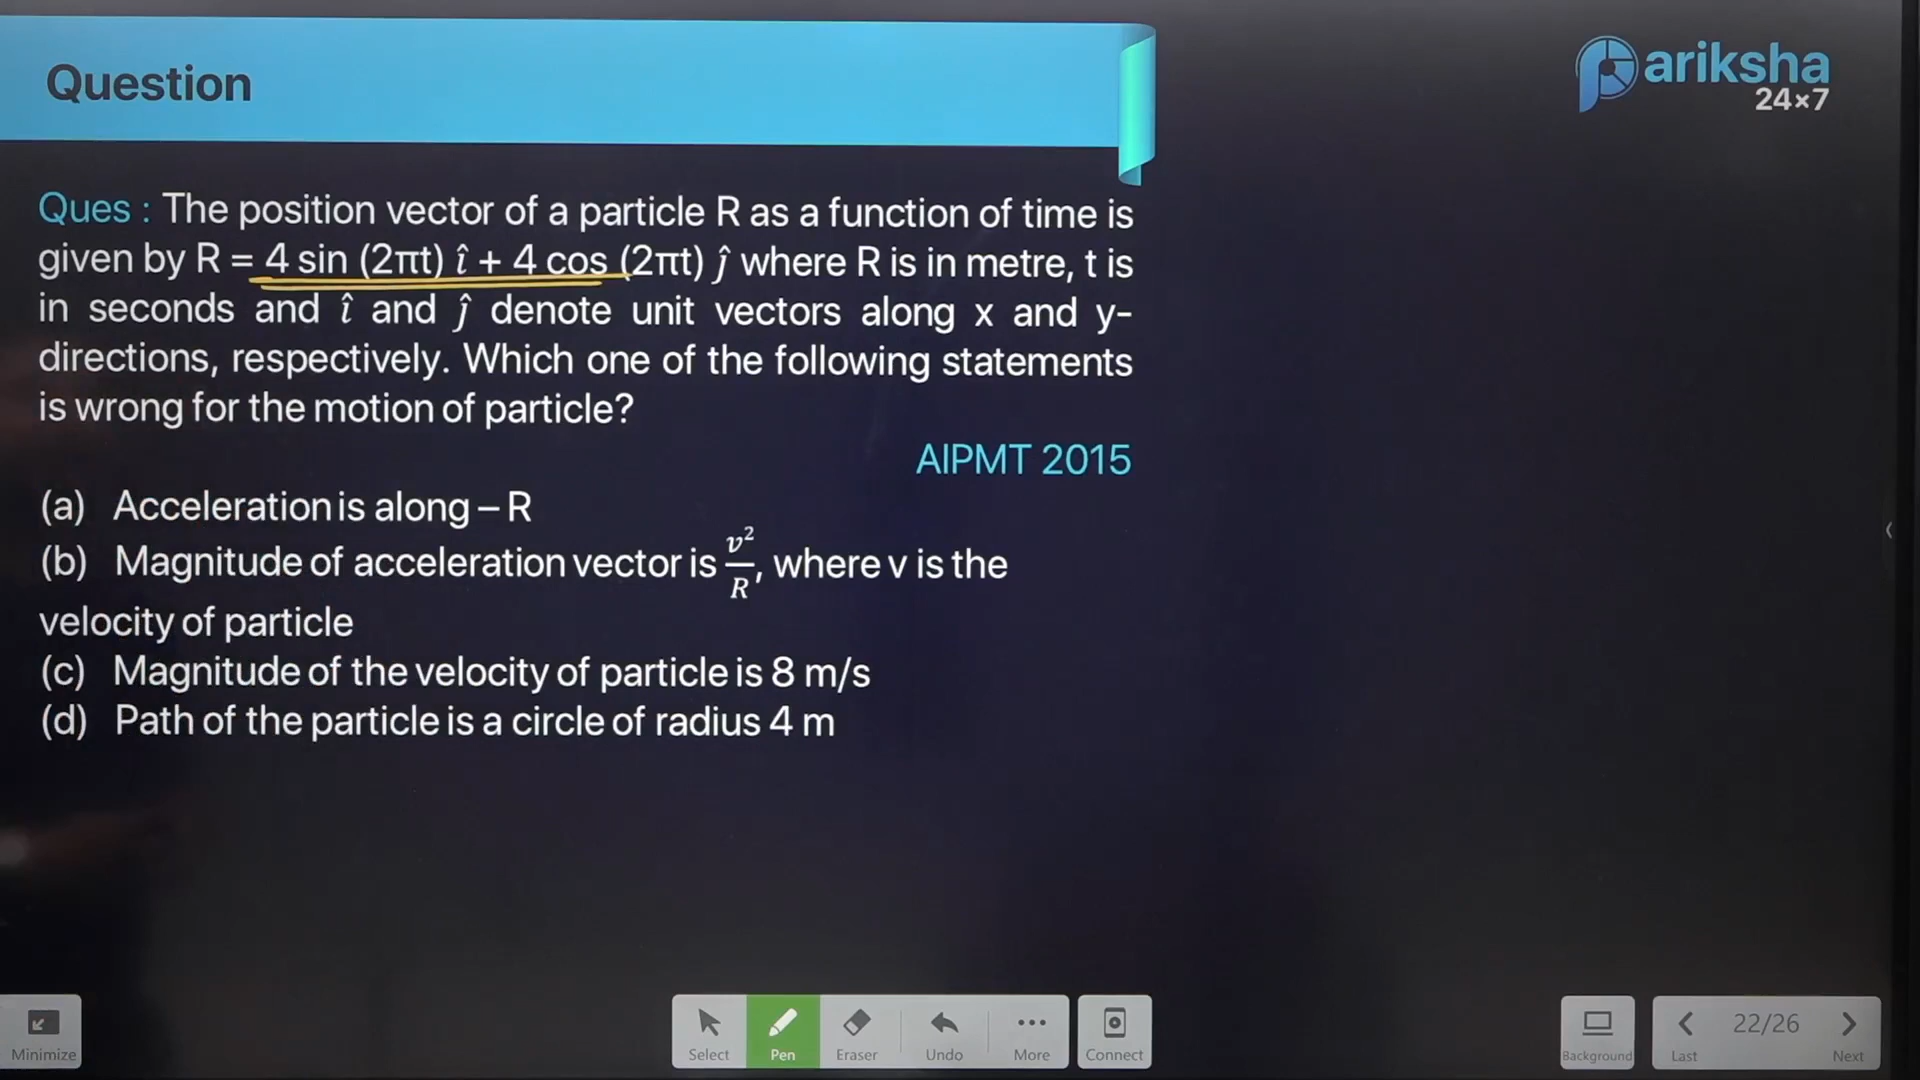 Question
Pariksha
24×7
Ques : The position vector of a particle R as a function of time is
given by R = 4 sin (2πt) î + 4 cos (2πt) ĵ where R is in metre, t is
in seconds and î and ĵ denote unit vectors along x and y-
directions, respectively. Which one of the following statements
is wrong for the motion of particle?
AIPMT 2015
(a) Acceleration is along – R
(b) Magnitude of acceleration vector is v²/R, where v is the
velocity of particle
(c) Magnitude of the velocity of particle is 8 m/s
(d) Path of the particle is a circle of radius 4 m
Minimize Select Pen Eraser Undo More Connect Background Last 22/26 Next